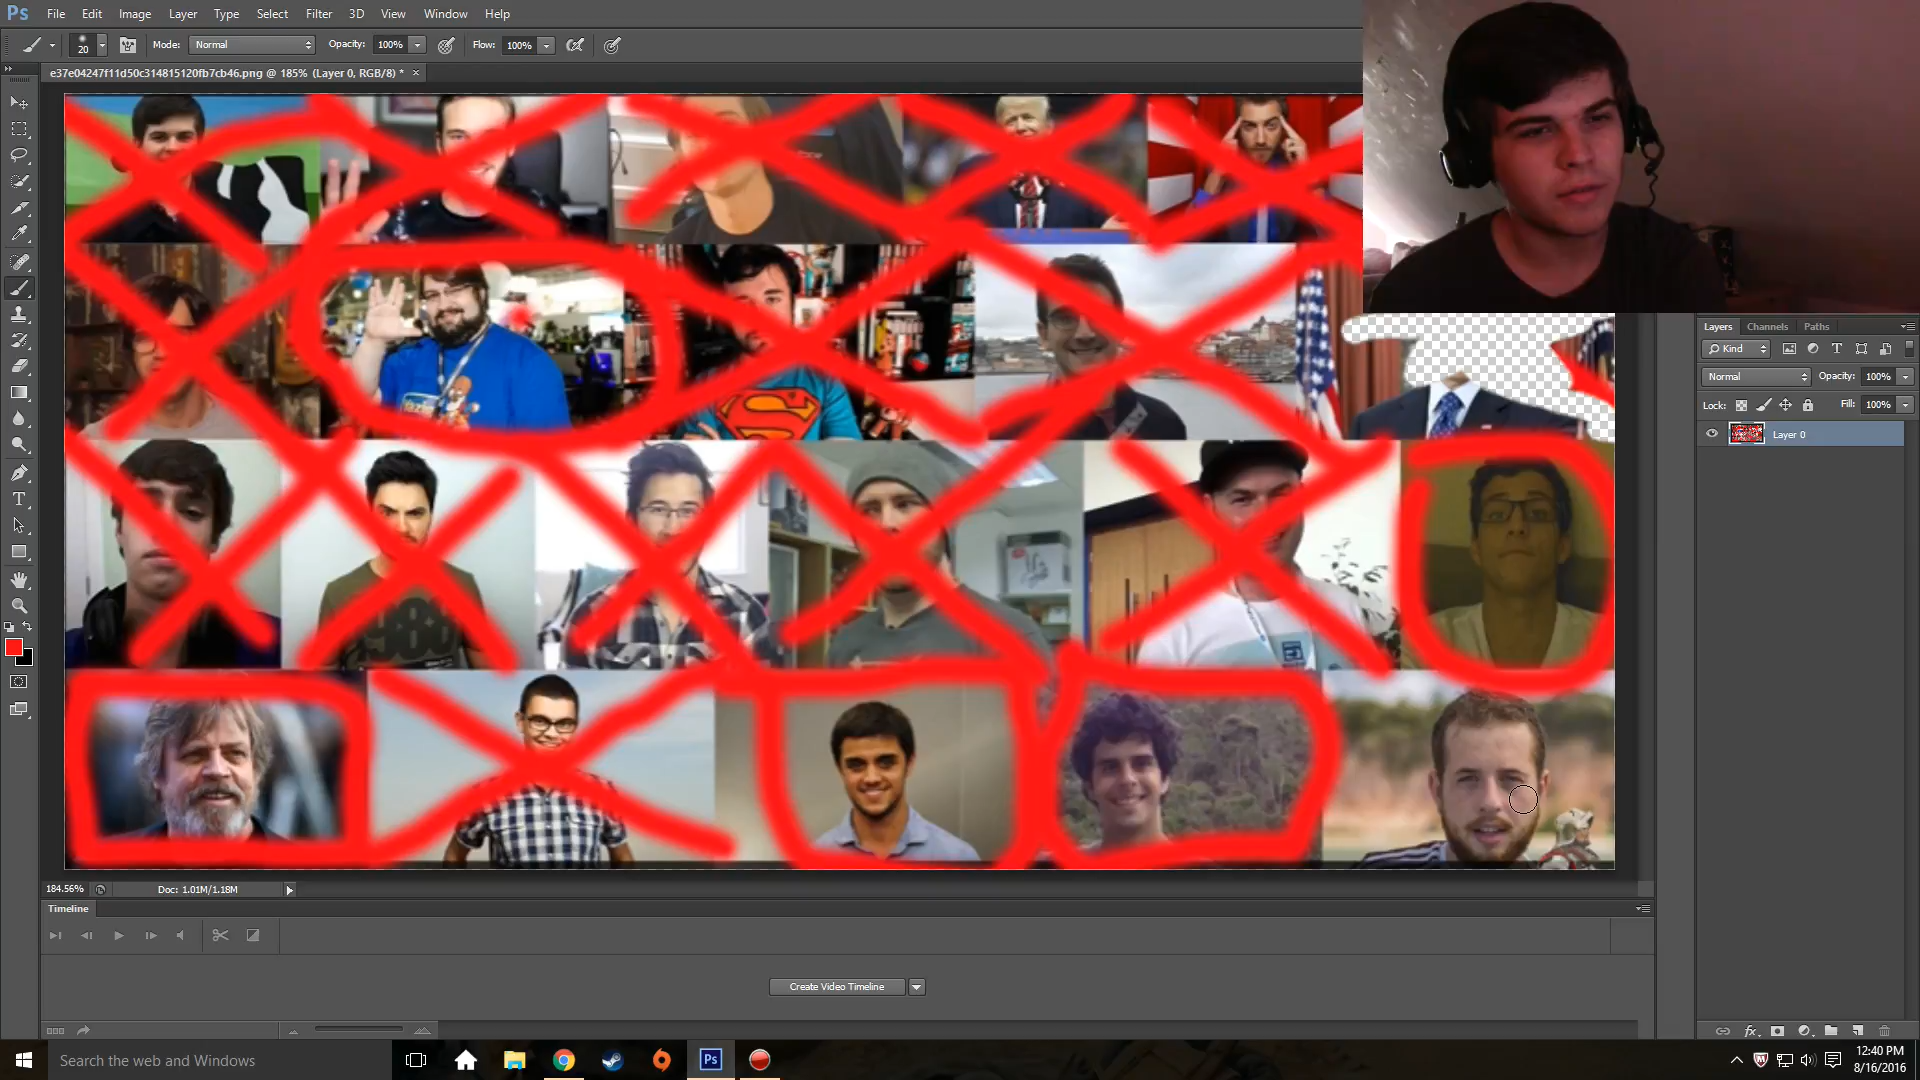 Ps File Edit Image Layer Type Select Filter 3D View Window Help
20 Mode: Normal Opacity: 100% Flow: 100%
e37e04247f11d50c314815120fb7cb46.png @ 185% (Layer 0, RGB/8) * ×
Layers Channels Paths
Kind
Normal Opacity: 100%
Lock: Fill: 100%
Layer 0
184.56% Doc: 1.01M/1.18M
Timeline
Create Video Timeline
fx
Search the web and Windows
Ps
12:40 PM
8/16/2016